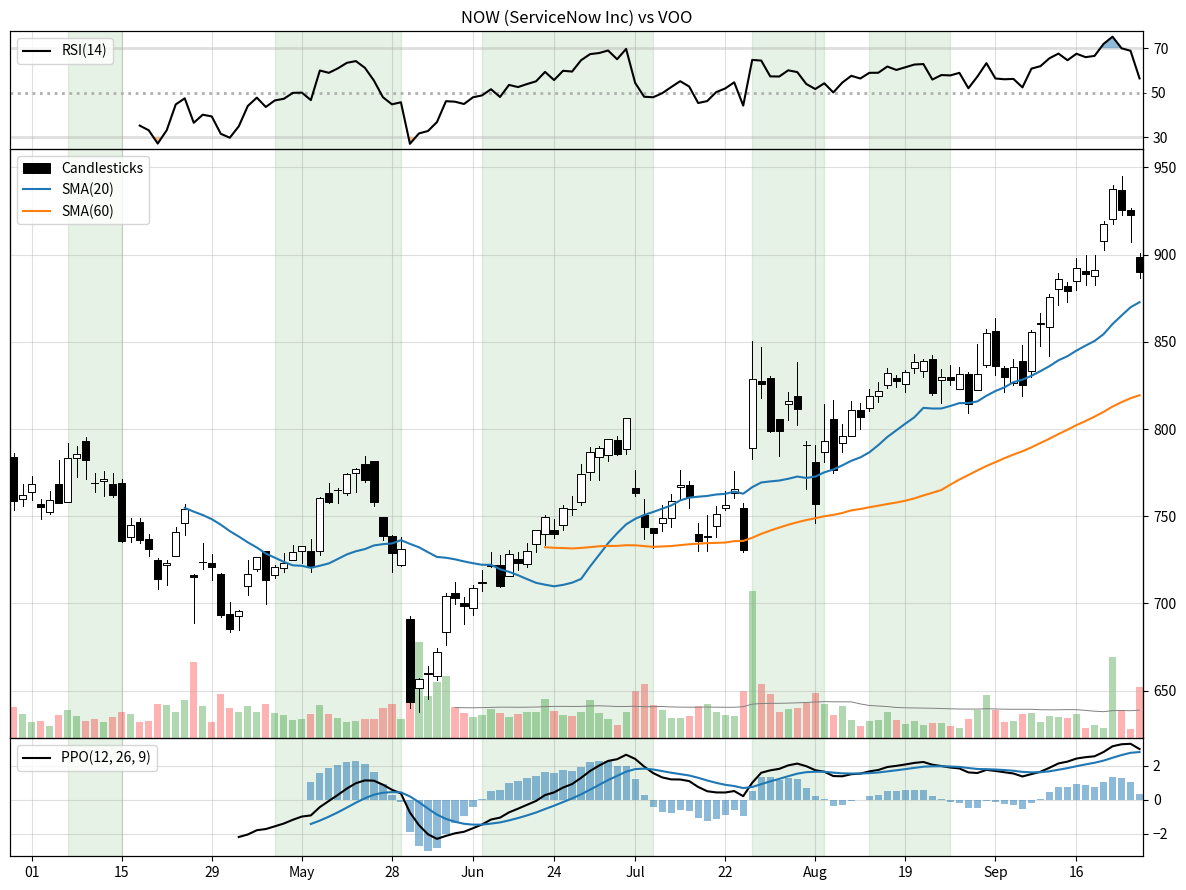 NOW (ServiceNow Inc) vs VOO
RSI(14)
70
50
30
Candlesticks
SMA(20)
SMA(60)
950
900
850
800
750
700
650
PPO(12, 26, 9)
2
0
−2
01 15 29 May 28 Jun 24 Jul 22 Aug 19 Sep 16